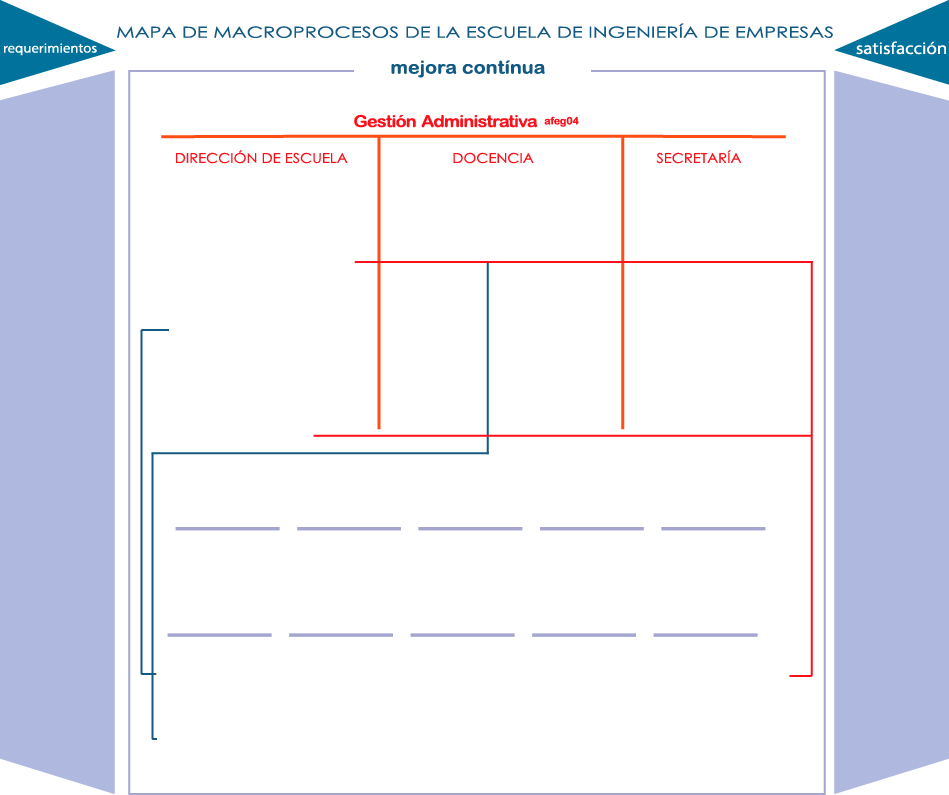 MAPA DE MACROPROCESOS DE LA ESCUELA DE INGENIERÍA DE EMPRESAS
requerimientos
satisfacción
mejora contínua
Gestión Administrativa afeg04
DIRECCIÓN DE ESCUELA
DOCENCIA
SECRETARÍA